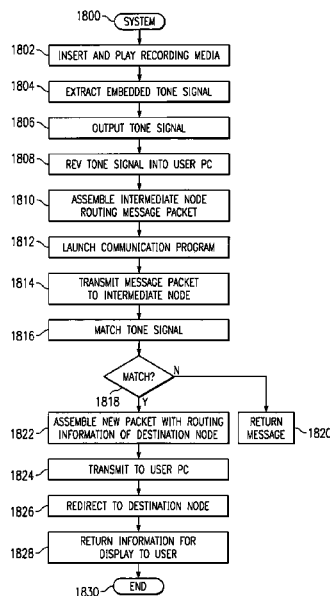 1800
SYSTEM
1802
INSERT AND PLAY RECORDING MEDIA
1804
EXTRACT EMBEDDED TONE SIGNAL
1806
OUTPUT TONE SIGNAL
1808
REV TONE SIGNAL INTO USER PC
1810
ASSEMBLE INTERMEDIATE NODE
ROUTING MESSAGE PACKET
1812
LAUNCH COMMUNICATION PROGRAM
1814
TRANSMIT MESSAGE PACKET
TO INTERMEDIATE NODE
1816
MATCH TONE SIGNAL
MATCH?
N
1818
Y
1822
ASSEMBLE NEW PACKET WITH ROUTING
INFORMATION OF DESTINATION NODE
RETURN
MESSAGE
1820
1824
TRANSMIT TO USER PC
1826
REDIRECT TO DESTINATION NODE
1828
RETURN INFORMATION FOR
DISPLAY TO USER
1830
END